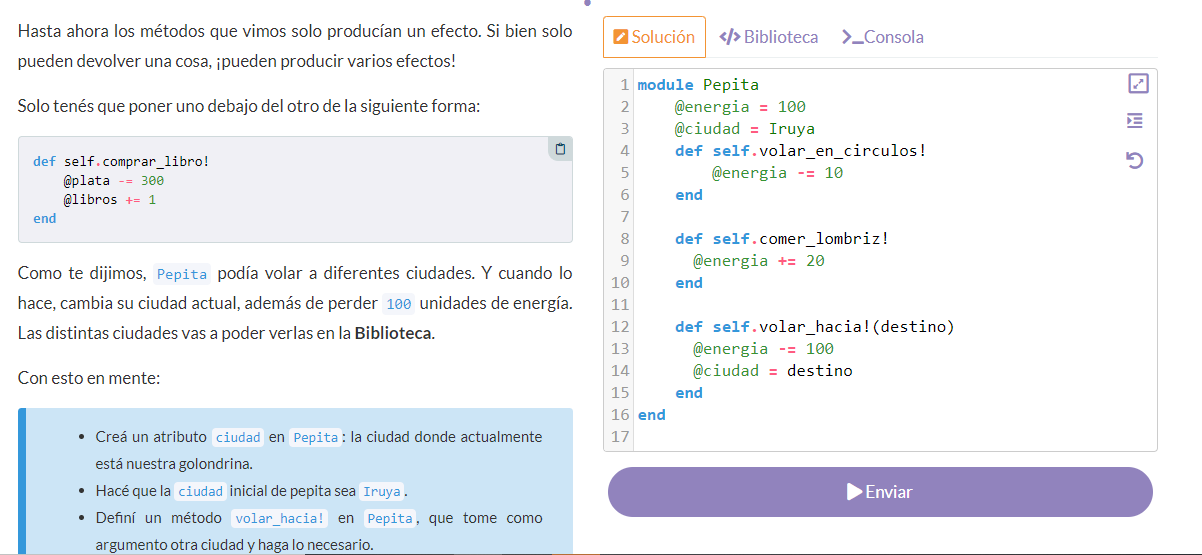 Hasta ahora los métodos que vimos solo producían un efecto. Si bien solo
pueden devolver una cosa, ¡pueden producir varios efectos!
Solo tenés que poner uno debajo del otro de la siguiente forma:
def self.comprar_libro!
    @plata -= 300
    @libros += 1
end
Como te dijimos, Pepita podía volar a diferentes ciudades. Y cuando lo
hace, cambia su ciudad actual, además de perder 100 unidades de energía.
Las distintas ciudades vas a poder verlas en la Biblioteca.
Con esto en mente:
• Creá un atributo ciudad en Pepita: la ciudad donde actualmente
está nuestra golondrina.
• Hacé que la ciudad inicial de pepita sea Iruya.
• Definí un método volar_hacia! en Pepita, que tome como
argumento otra ciudad y haga lo necesario.
Solución </> Biblioteca >_Consola
1 module Pepita
2     @energia = 100
3     @ciudad = Iruya
4     def self.volar_en_circulos!
5         @energia -= 10
6     end
7
8     def self.comer_lombriz!
9       @energia += 20
10     end
11
12     def self.volar_hacia!(destino)
13       @energia -= 100
14       @ciudad = destino
15     end
16 end
17
Enviar